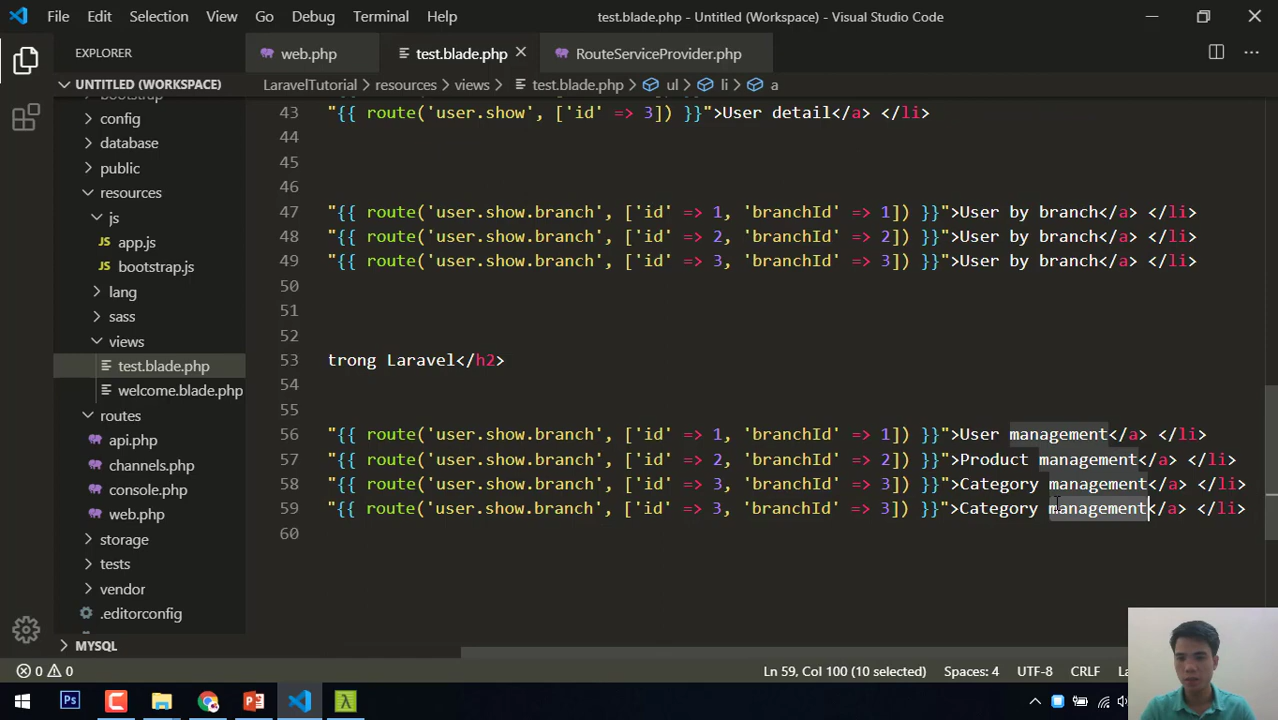 File Edit Selection View Go Debug Terminal Help test.blade.php - Untitled (Workspace) - Visual Studio Code
EXPLORER
web.php test.blade.php RouteServiceProvider.php
UNTITLED (WORKSPACE)
LaravelTutorial > resources > views > test.blade.php > ul > li > a
bootstrap
config
database
public
resources
js
app.js
bootstrap.js
lang
sass
views
test.blade.php
welcome.blade.php
routes
api.php
channels.php
console.php
web.php
storage
tests
vendor
.editorconfig
MYSQL
43 "{{ route('user.show', ['id' => 3]) }}">User detail</a> </li>
44
45
46
47 "{{ route('user.show.branch', ['id' => 1, 'branchId' => 1]) }}">User by branch</a> </li>
48 "{{ route('user.show.branch', ['id' => 2, 'branchId' => 2]) }}">User by branch</a> </li>
49 "{{ route('user.show.branch', ['id' => 3, 'branchId' => 3]) }}">User by branch</a> </li>
50
51
52
53 trong Laravel</h2>
54
55
56 "{{ route('user.show.branch', ['id' => 1, 'branchId' => 1]) }}">User management</a> </li>
57 "{{ route('user.show.branch', ['id' => 2, 'branchId' => 2]) }}">Product management</a> </li>
58 "{{ route('user.show.branch', ['id' => 3, 'branchId' => 3]) }}">Category management</a> </li>
59 "{{ route('user.show.branch', ['id' => 3, 'branchId' => 3]) }}">Category management</a> </li>
60
0 0 Ln 59, Col 100 (10 selected) Spaces: 4 UTF-8 CRLF